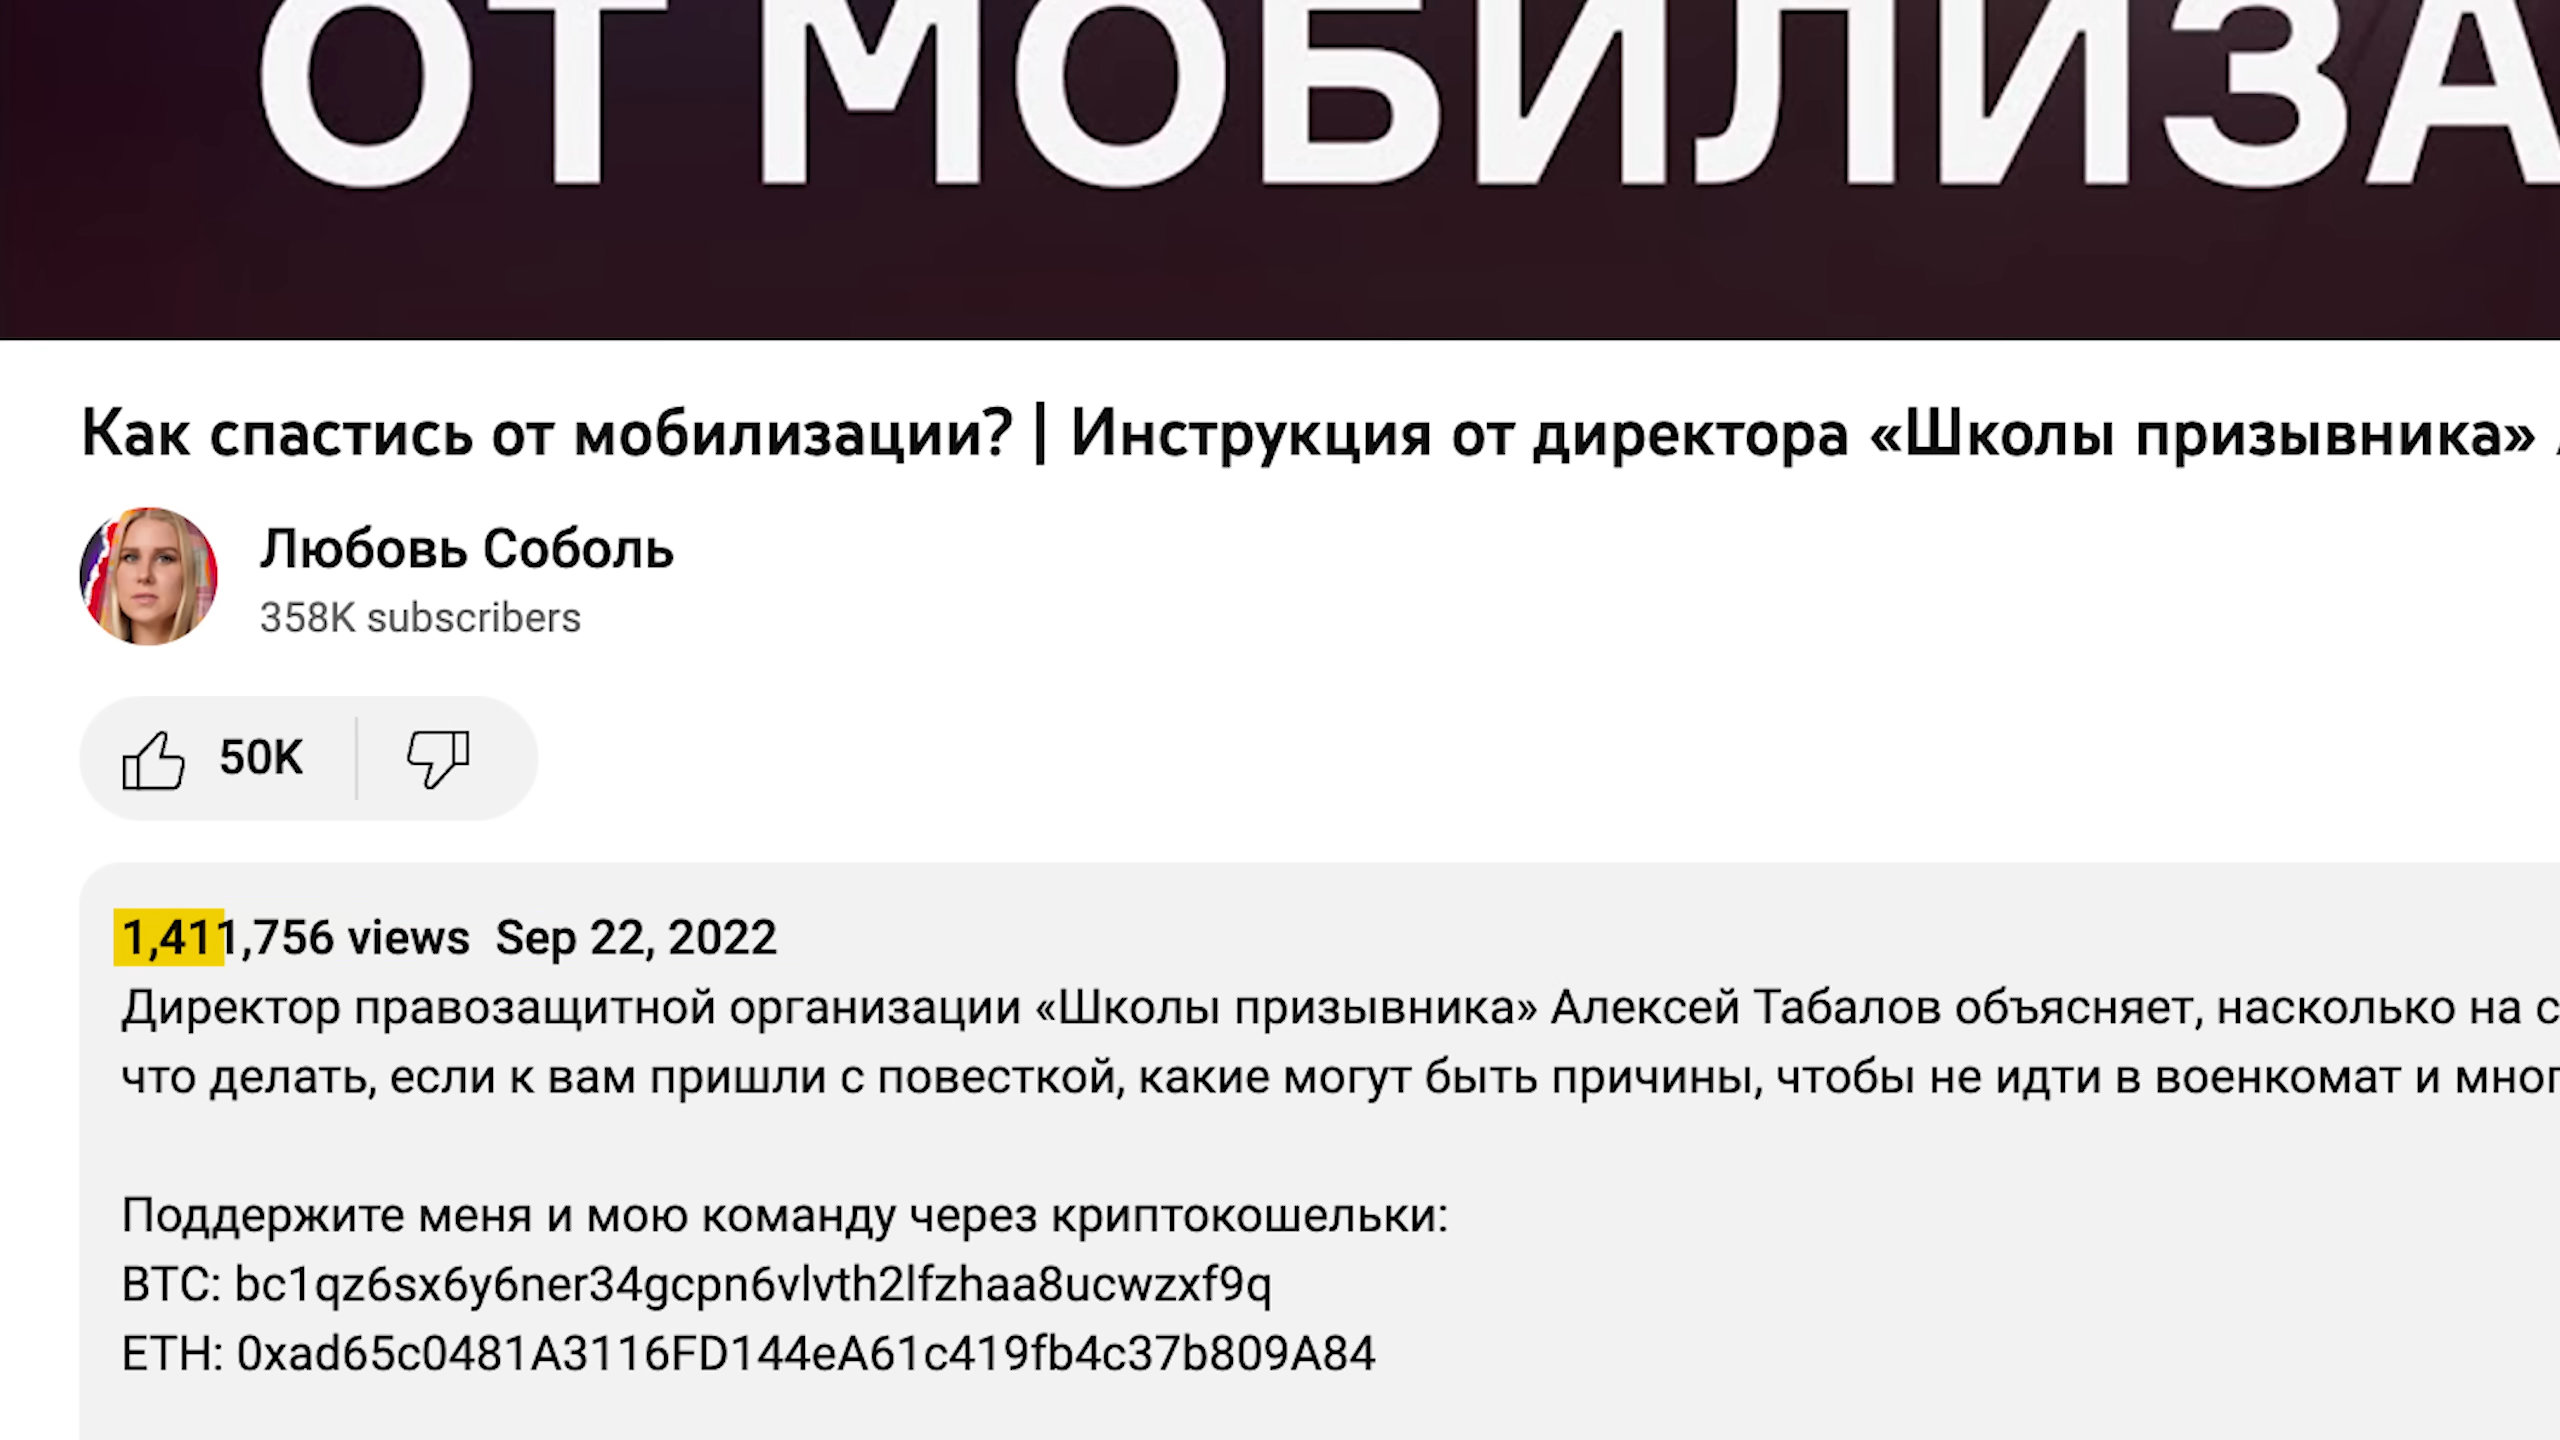 ОТ МОБИЛИЗА
Как спастись от мобилизации? | Инструкция от директора «Школы призывника»
Любовь Соболь
358K subscribers
50K
1,411,756 views Sep 22, 2022
Директор правозащитной организации «Школы призывника» Алексей Табалов объясняет, насколько на с
что делать, если к вам пришли с повесткой, какие могут быть причины, чтобы не идти в военкомат и мног
Поддержите меня и мою команду через криптокошельки:
BTC: bc1qz6sx6y6ner34gcpn6vlvth2lfzhaa8ucwzxf9q
ETH: 0xad65c0481A3116FD144eA61c419fb4c37b809A84